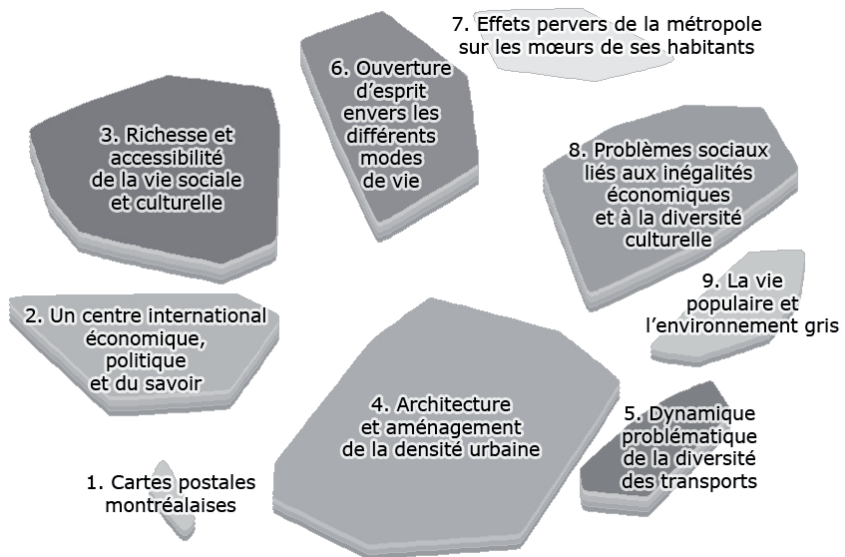 1. Cartes postales
montréalaises
2. Un centre international
économique,
politique
et du savoir
3. Richesse et
accessibilité
de la vie sociale
et culturelle
4. Architecture
et aménagement
de la densité urbaine
5. Dynamique
problématique
de la diversité
des transports
6. Ouverture
d’esprit
envers les
différents
modes
de vie
7. Effets pervers de la métropole
sur les mœurs de ses habitants
8. Problèmes sociaux
liés aux inégalités
économiques
et à la diversité
culturelle
9. La vie
populaire et
l’environnement gris